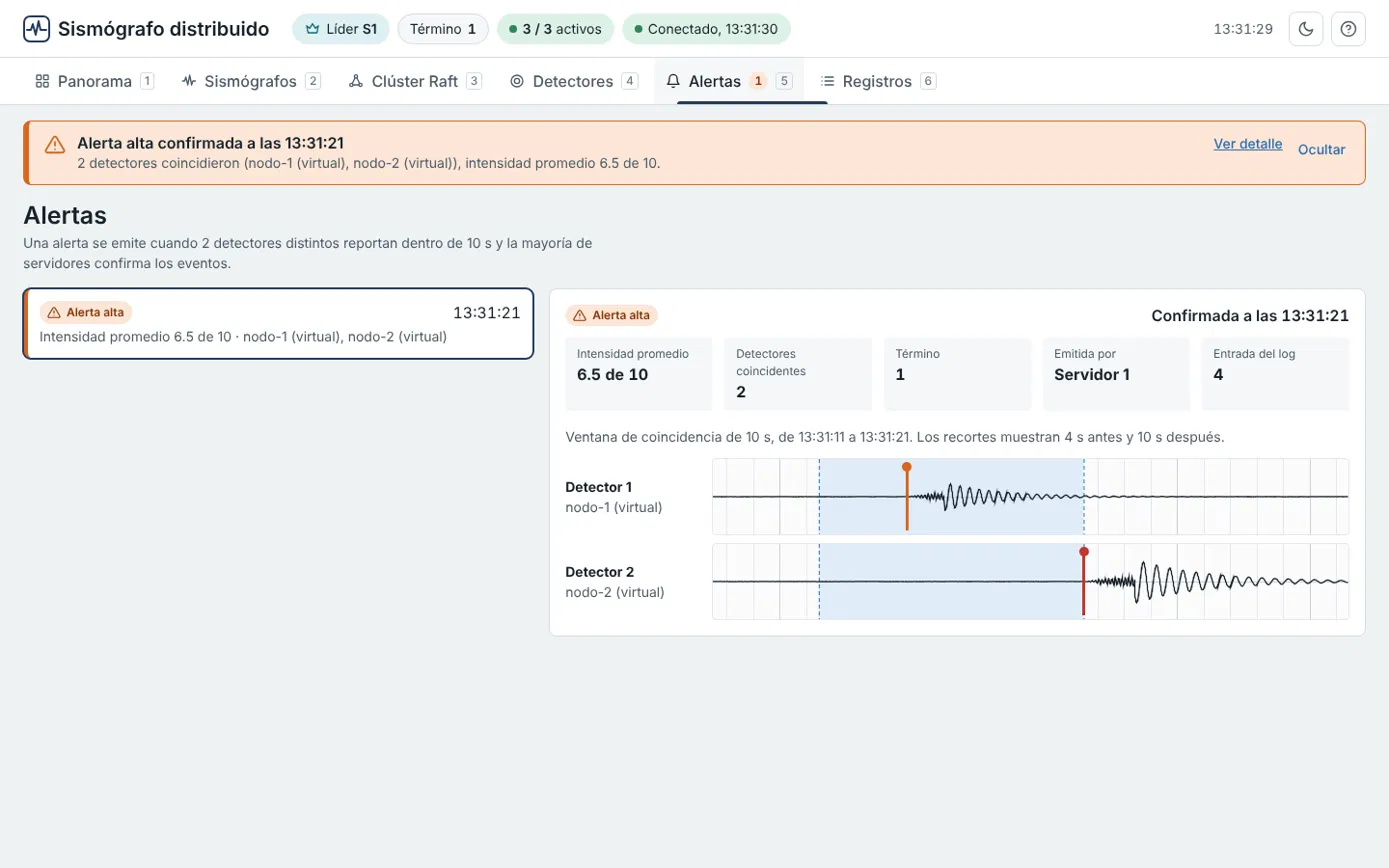 Sismógrafo distribuido
Líder S1
Término 1
3 / 3 activos
Conectado, 13:31:30
13:31:29
Panorama 1
Sismógrafos 2
Clúster Raft 3
Detectores 4
Alertas 1 5
Registros 6
Alerta alta confirmada a las 13:31:21
2 detectores coincidieron (nodo-1 (virtual), nodo-2 (virtual)), intensidad promedio 6.5 de 10.
Ver detalle
Ocultar
Alertas
Una alerta se emite cuando 2 detectores distintos reportan dentro de 10 s y la mayoría de
servidores confirma los eventos.
Alerta alta
13:31:21
Intensidad promedio 6.5 de 10 · nodo-1 (virtual), nodo-2 (virtual)
Alerta alta
Confirmada a las 13:31:21
Intensidad promedio
6.5 de 10
Detectores
coincidentes
2
Término
1
Emitida por
Servidor 1
Entrada del log
4
Ventana de coincidencia de 10 s, de 13:31:11 a 13:31:21. Los recortes muestran 4 s antes y 10 s después.
Detector 1
nodo-1 (virtual)
Detector 2
nodo-2 (virtual)